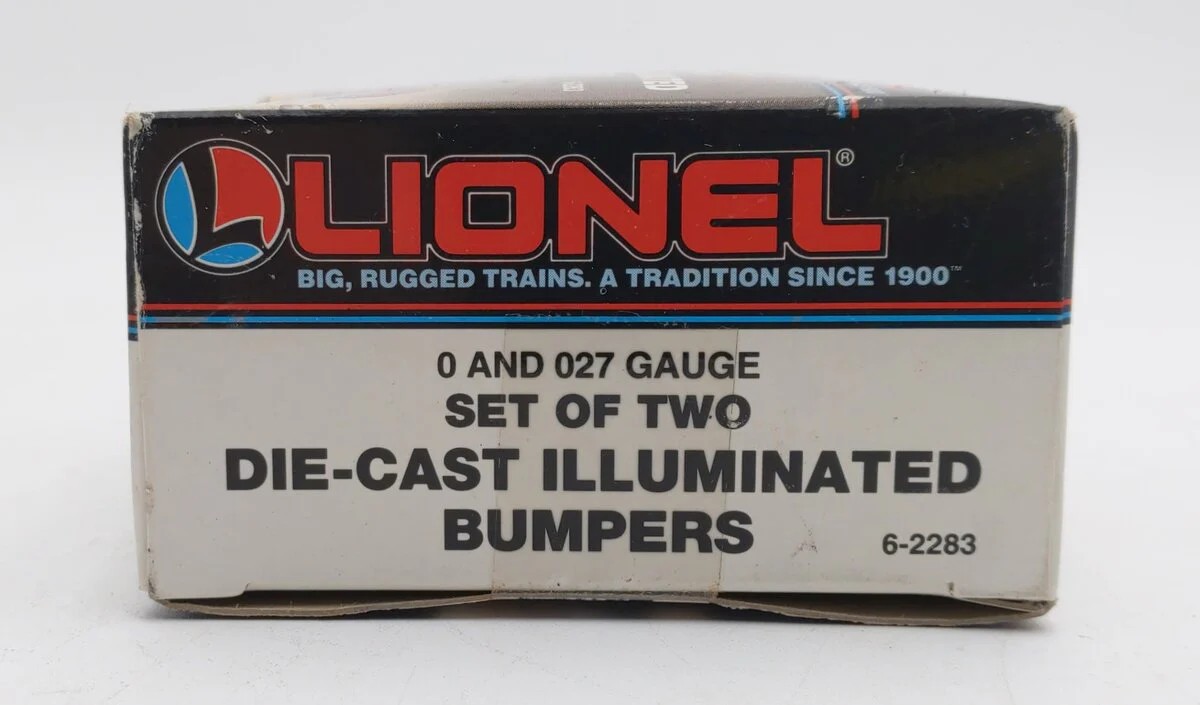 LIONEL®
BIG, RUGGED TRAINS. A TRADITION SINCE 1900™
0 AND 027 GAUGE
SET OF TWO
DIE-CAST ILLUMINATED
BUMPERS
6-2283